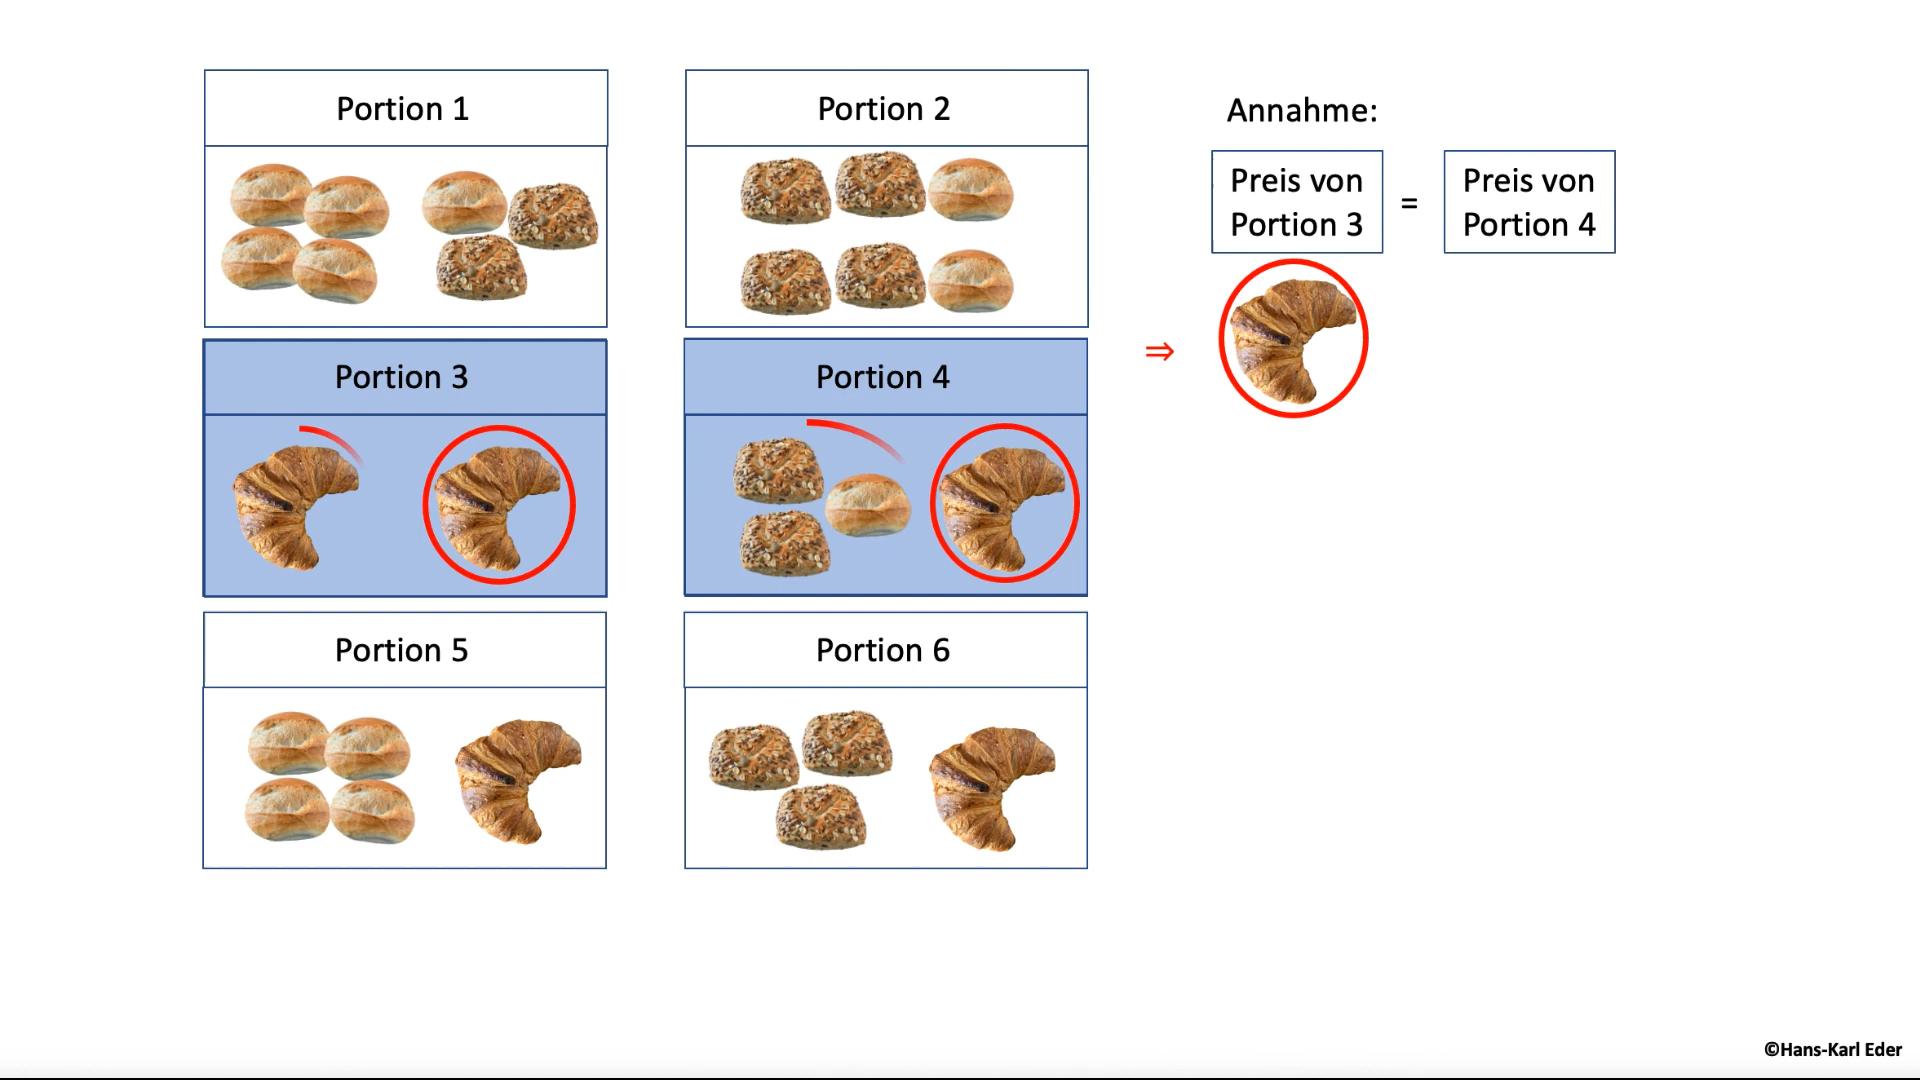 Portion 1
Portion 2
Annahme:
Preis von
Portion 3
=
Preis von
Portion 4
⇒
Portion 3
Portion 4
Portion 5
Portion 6
©Hans-Karl Eder